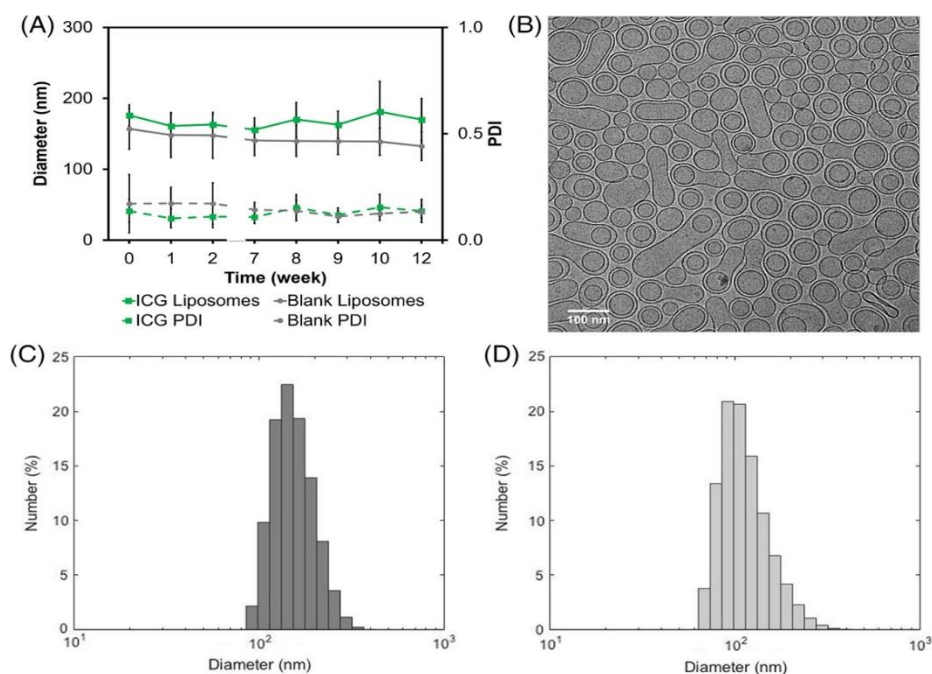 (A)
300
200
100
0
Diameter (nm)
1.0
0.5
0.0
PDI
0 1 2 7 8 9 10 12
Time (week)
ICG Liposomes Blank Liposomes
ICG PDI Blank PDI
(B)
100 nm
(C)
25
20
15
10
5
0
Number (%)
10¹ 10² 10³
Diameter (nm)
(D)
25
20
15
10
5
0
Number (%)
10¹ 10² 10³
Diameter (nm)